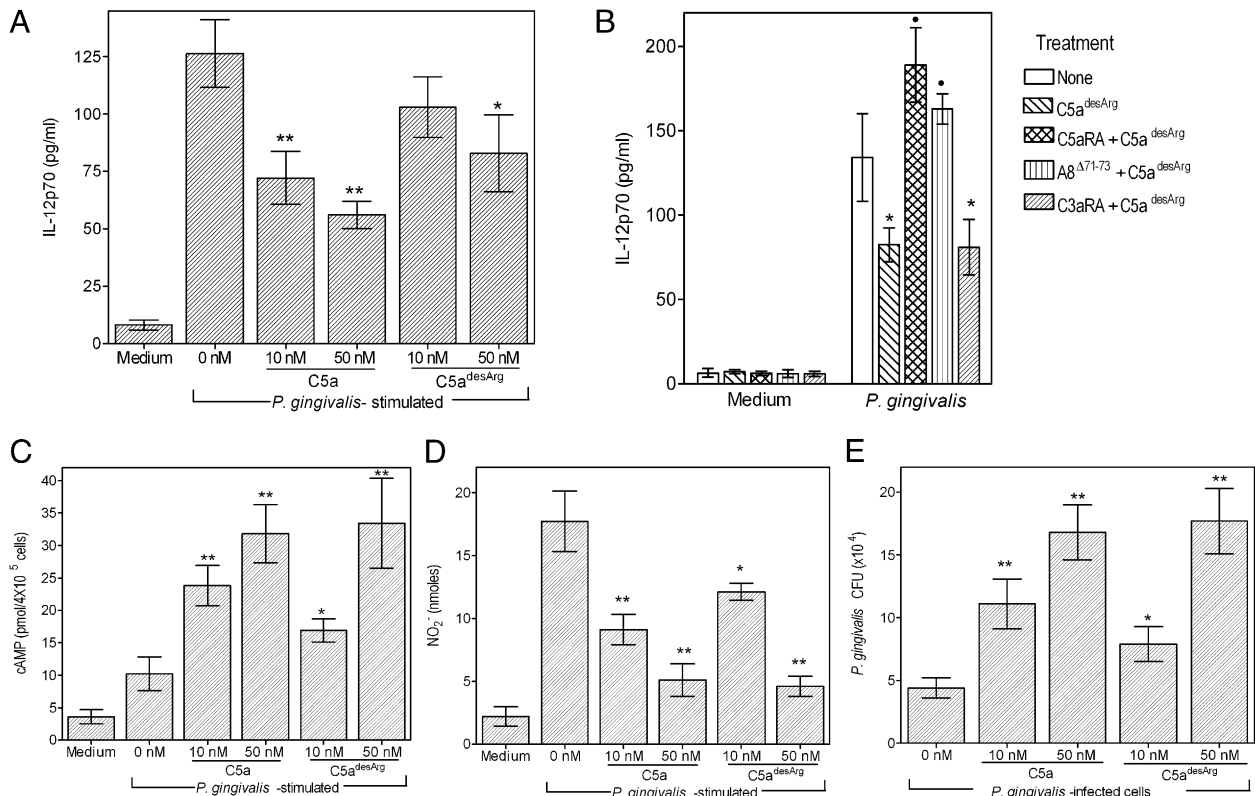 A
IL-12p70 (pg/ml)
125
100
75
50
25
0
**
**
*
Medium 0 nM 10 nM 50 nM 10 nM 50 nM
C5a C5a^desArg
P. gingivalis- stimulated
B
IL-12p70 (pg/ml)
200
150
100
50
0
*
•
•
*
Medium P. gingivalis
Treatment
None
C5a^desArg
C5aRA + C5a^desArg
A8^Δ71-73 + C5a^desArg
C3aRA + C5a^desArg
C
cAMP (pmol/4X10^5 cells)
40
35
30
25
20
15
10
5
0
**
**
*
**
Medium 0 nM 10 nM 50 nM 10 nM 50 nM
C5a C5a^desArg
P. gingivalis -stimulated
D
NO₂⁻ (nmoles)
20
15
10
5
0
**
**
*
**
Medium 0 nM 10 nM 50 nM 10 nM 50 nM
C5a C5a^desArg
P. gingivalis -stimulated
E
P. gingivalis CFU (x10^4)
20
15
10
5
0
**
**
*
**
0 nM 10 nM 50 nM 10 nM 50 nM
C5a C5a^desArg
P. gingivalis -infected cells